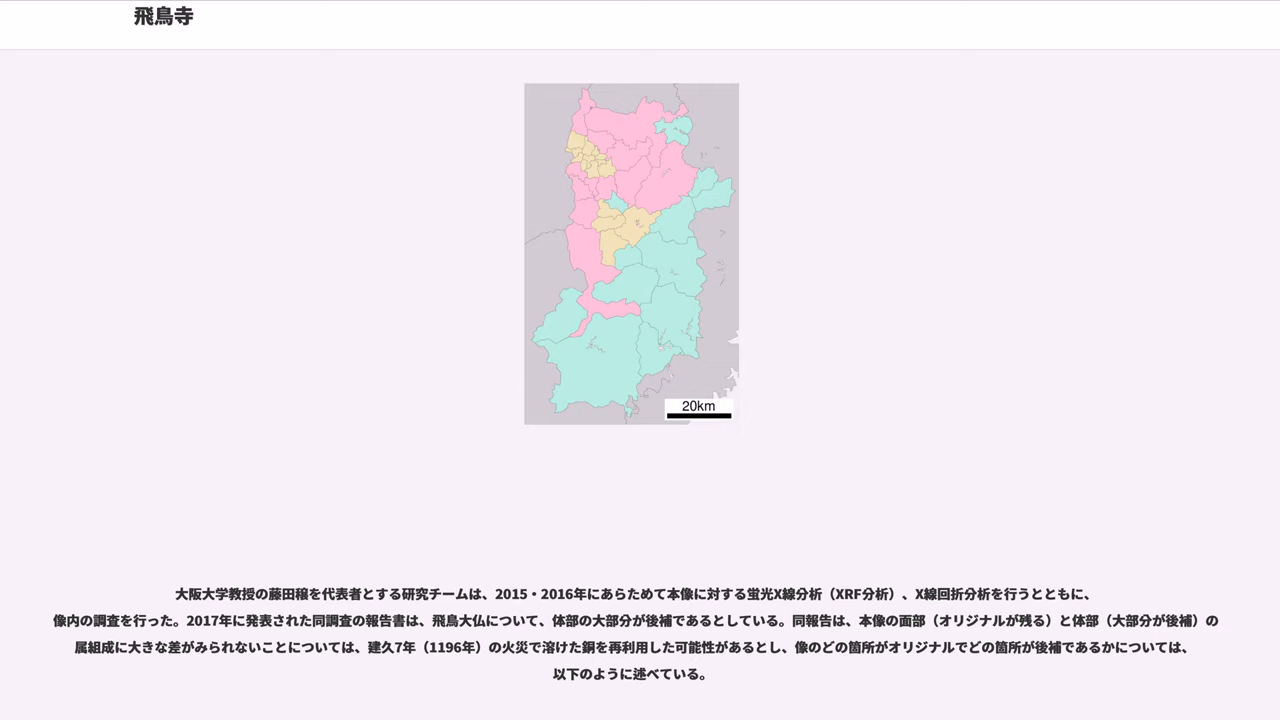 飛鳥寺
20km
大阪大学教授の藤田穣を代表者とする研究チームは、2015・2016年にあらためて本像に対する蛍光X線分析（XRF分析）、X線回折分析を行うとともに、
像内の調査を行った。2017年に発表された同調査の報告書は、飛鳥大仏について、体部の大部分が後補であるとしている。同報告は、本像の面部（オリジナルが残る）と体部（大部分が後補）の
属組成に大きな差がみられないことについては、建久7年（1196年）の火災で溶けた銅を再利用した可能性があるとし、像のどの箇所がオリジナルでどの箇所が後補であるかについては、
以下のように述べている。